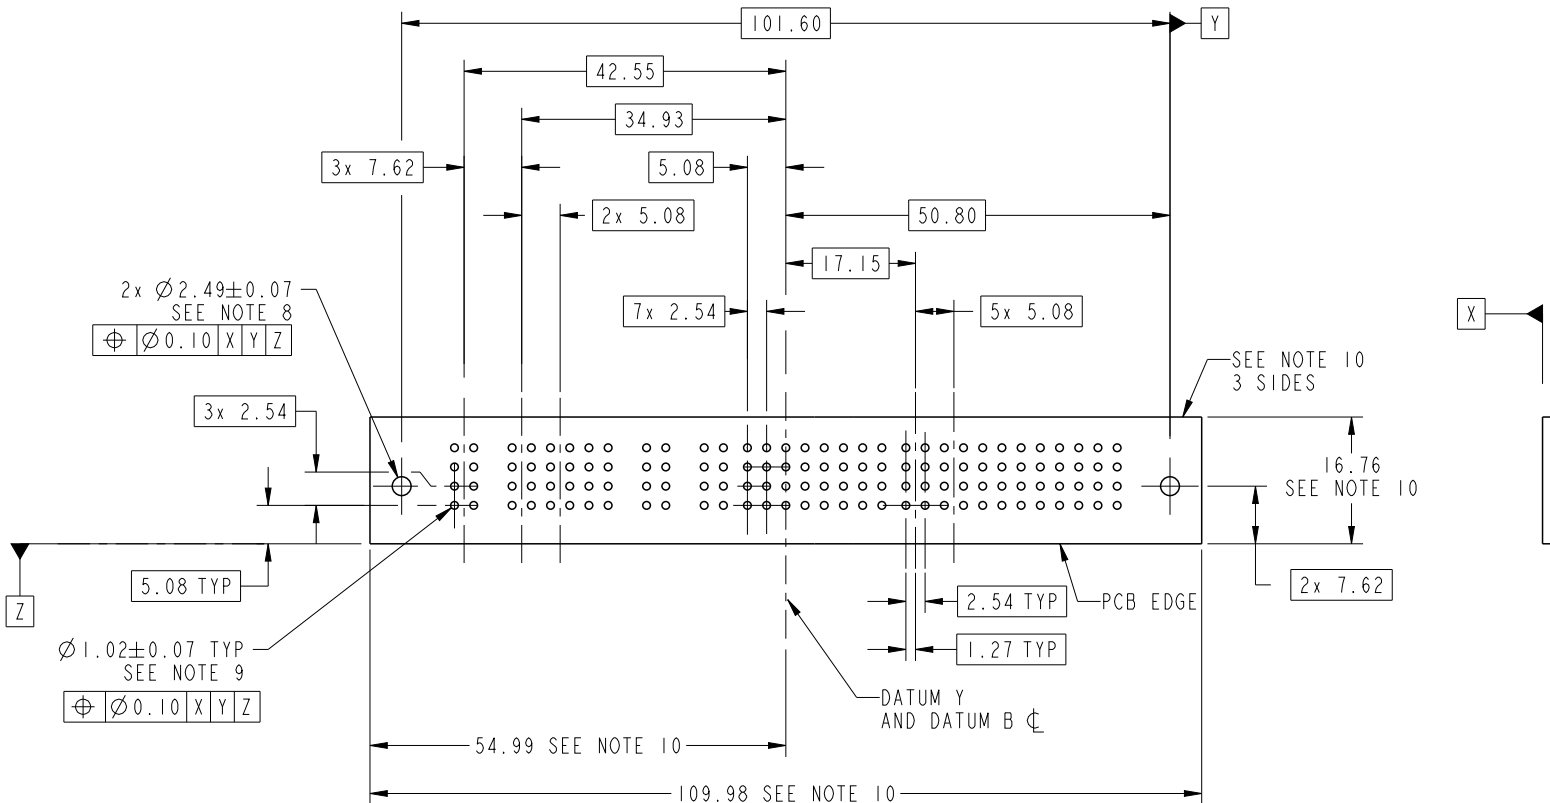 101.60
Y
42.55
34.93
3x 7.62
5.08
2x 5.08
50.80
17.15
2x Ø2.49±0.07
SEE NOTE 8
⌖ Ø0.10 X Y Z
7x 2.54
5x 5.08
X
SEE NOTE 10
3 SIDES
3x 2.54
16.76
SEE NOTE 10
5.08 TYP
2x 7.62
Z
2.54 TYP
PCB EDGE
Ø1.02±0.07 TYP
SEE NOTE 9
⌖ Ø0.10 X Y Z
1.27 TYP
DATUM Y
AND DATUM B ℄
54.99 SEE NOTE 10
109.98 SEE NOTE 10